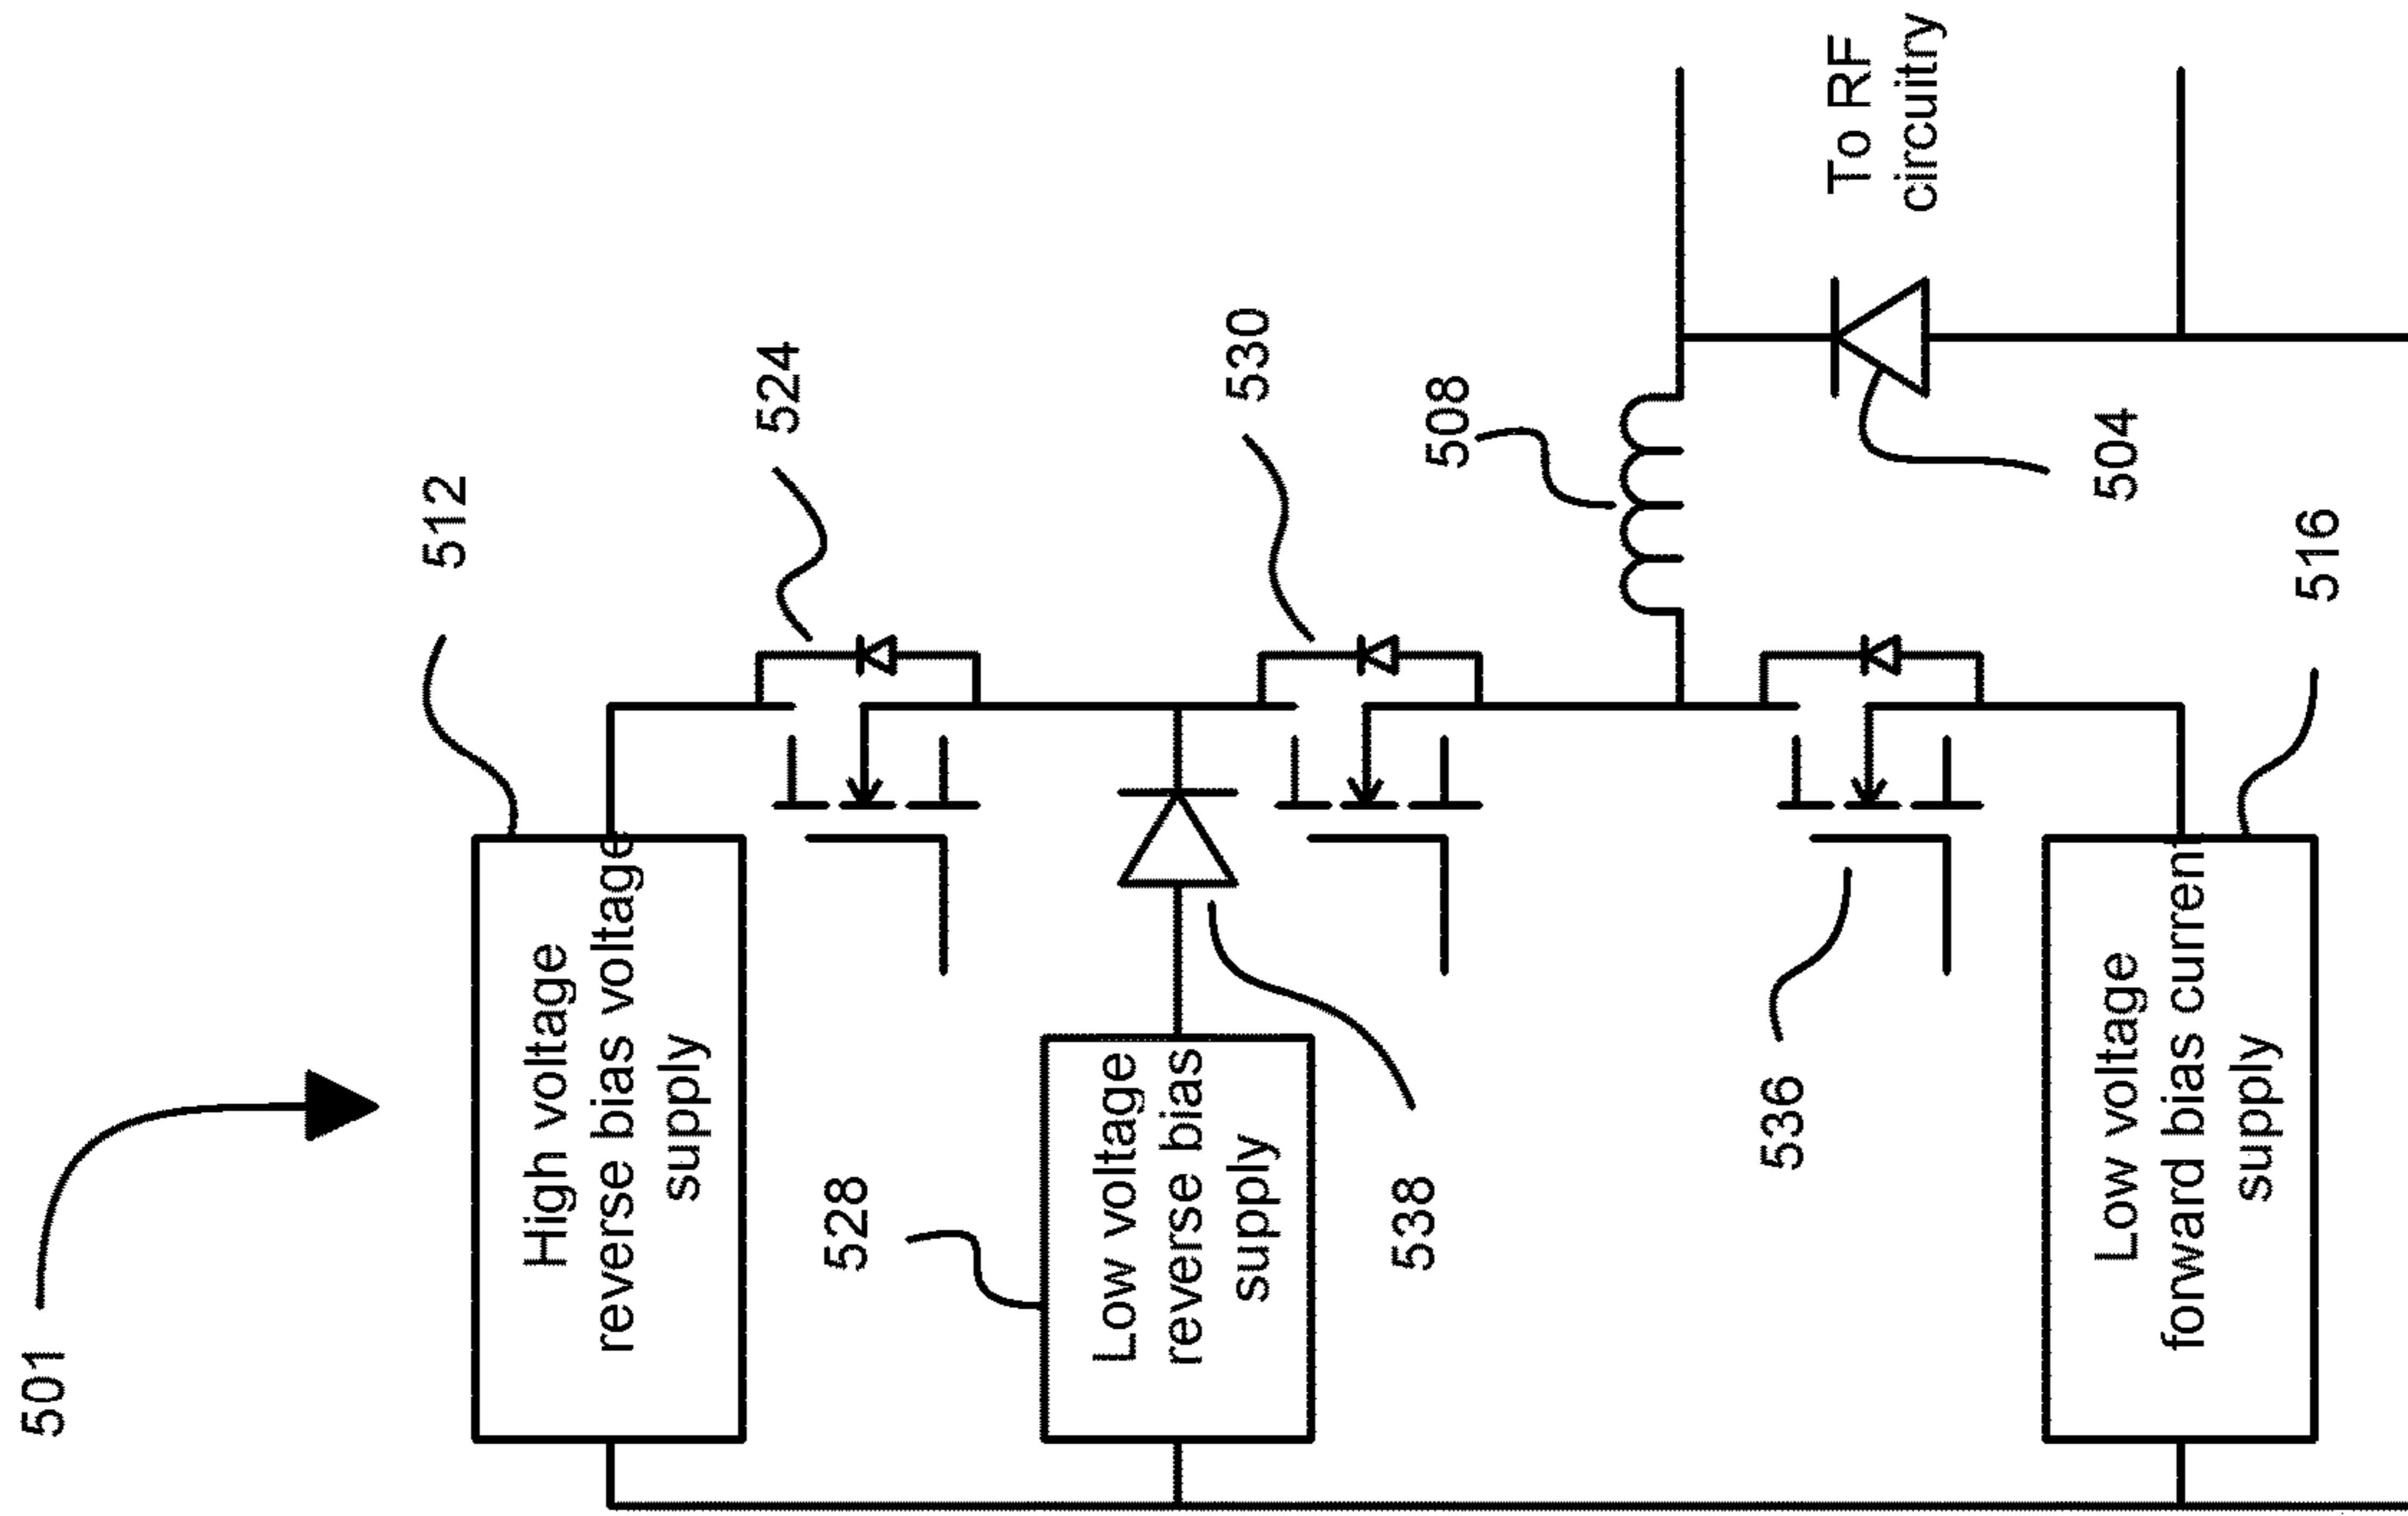 501
512
High voltage
reverse bias voltage
supply
524
528
Low voltage
reverse bias
supply
530
538
508
536
504
To RF
circuitry
516
Low voltage
forward bias current
supply